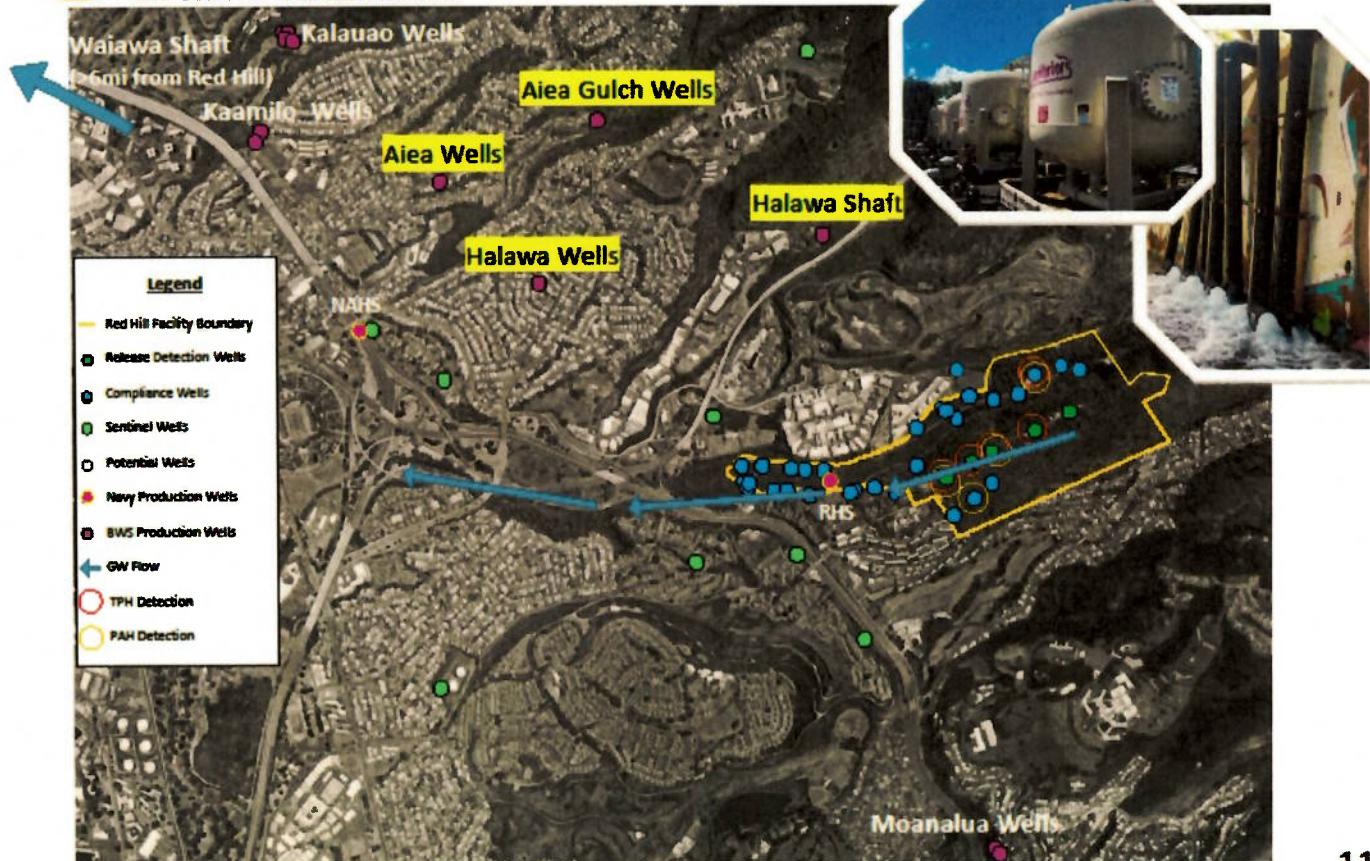 Waiawa Shaft
(>6mi from Red Hill)
Kalauao Wells
Kaamilo Wells
Aiea Gulch Wells
Aiea Wells
Halawa Shaft
Halawa Wells
NAHS
RHS
Moanalua Wells
Legend
Red Hill Facility Boundary
Release Detection Wells
Compliance Wells
Sentinel Wells
Potential Wells
Navy Production Wells
BWS Production Wells
GW Flow
TPH Detection
PAH Detection